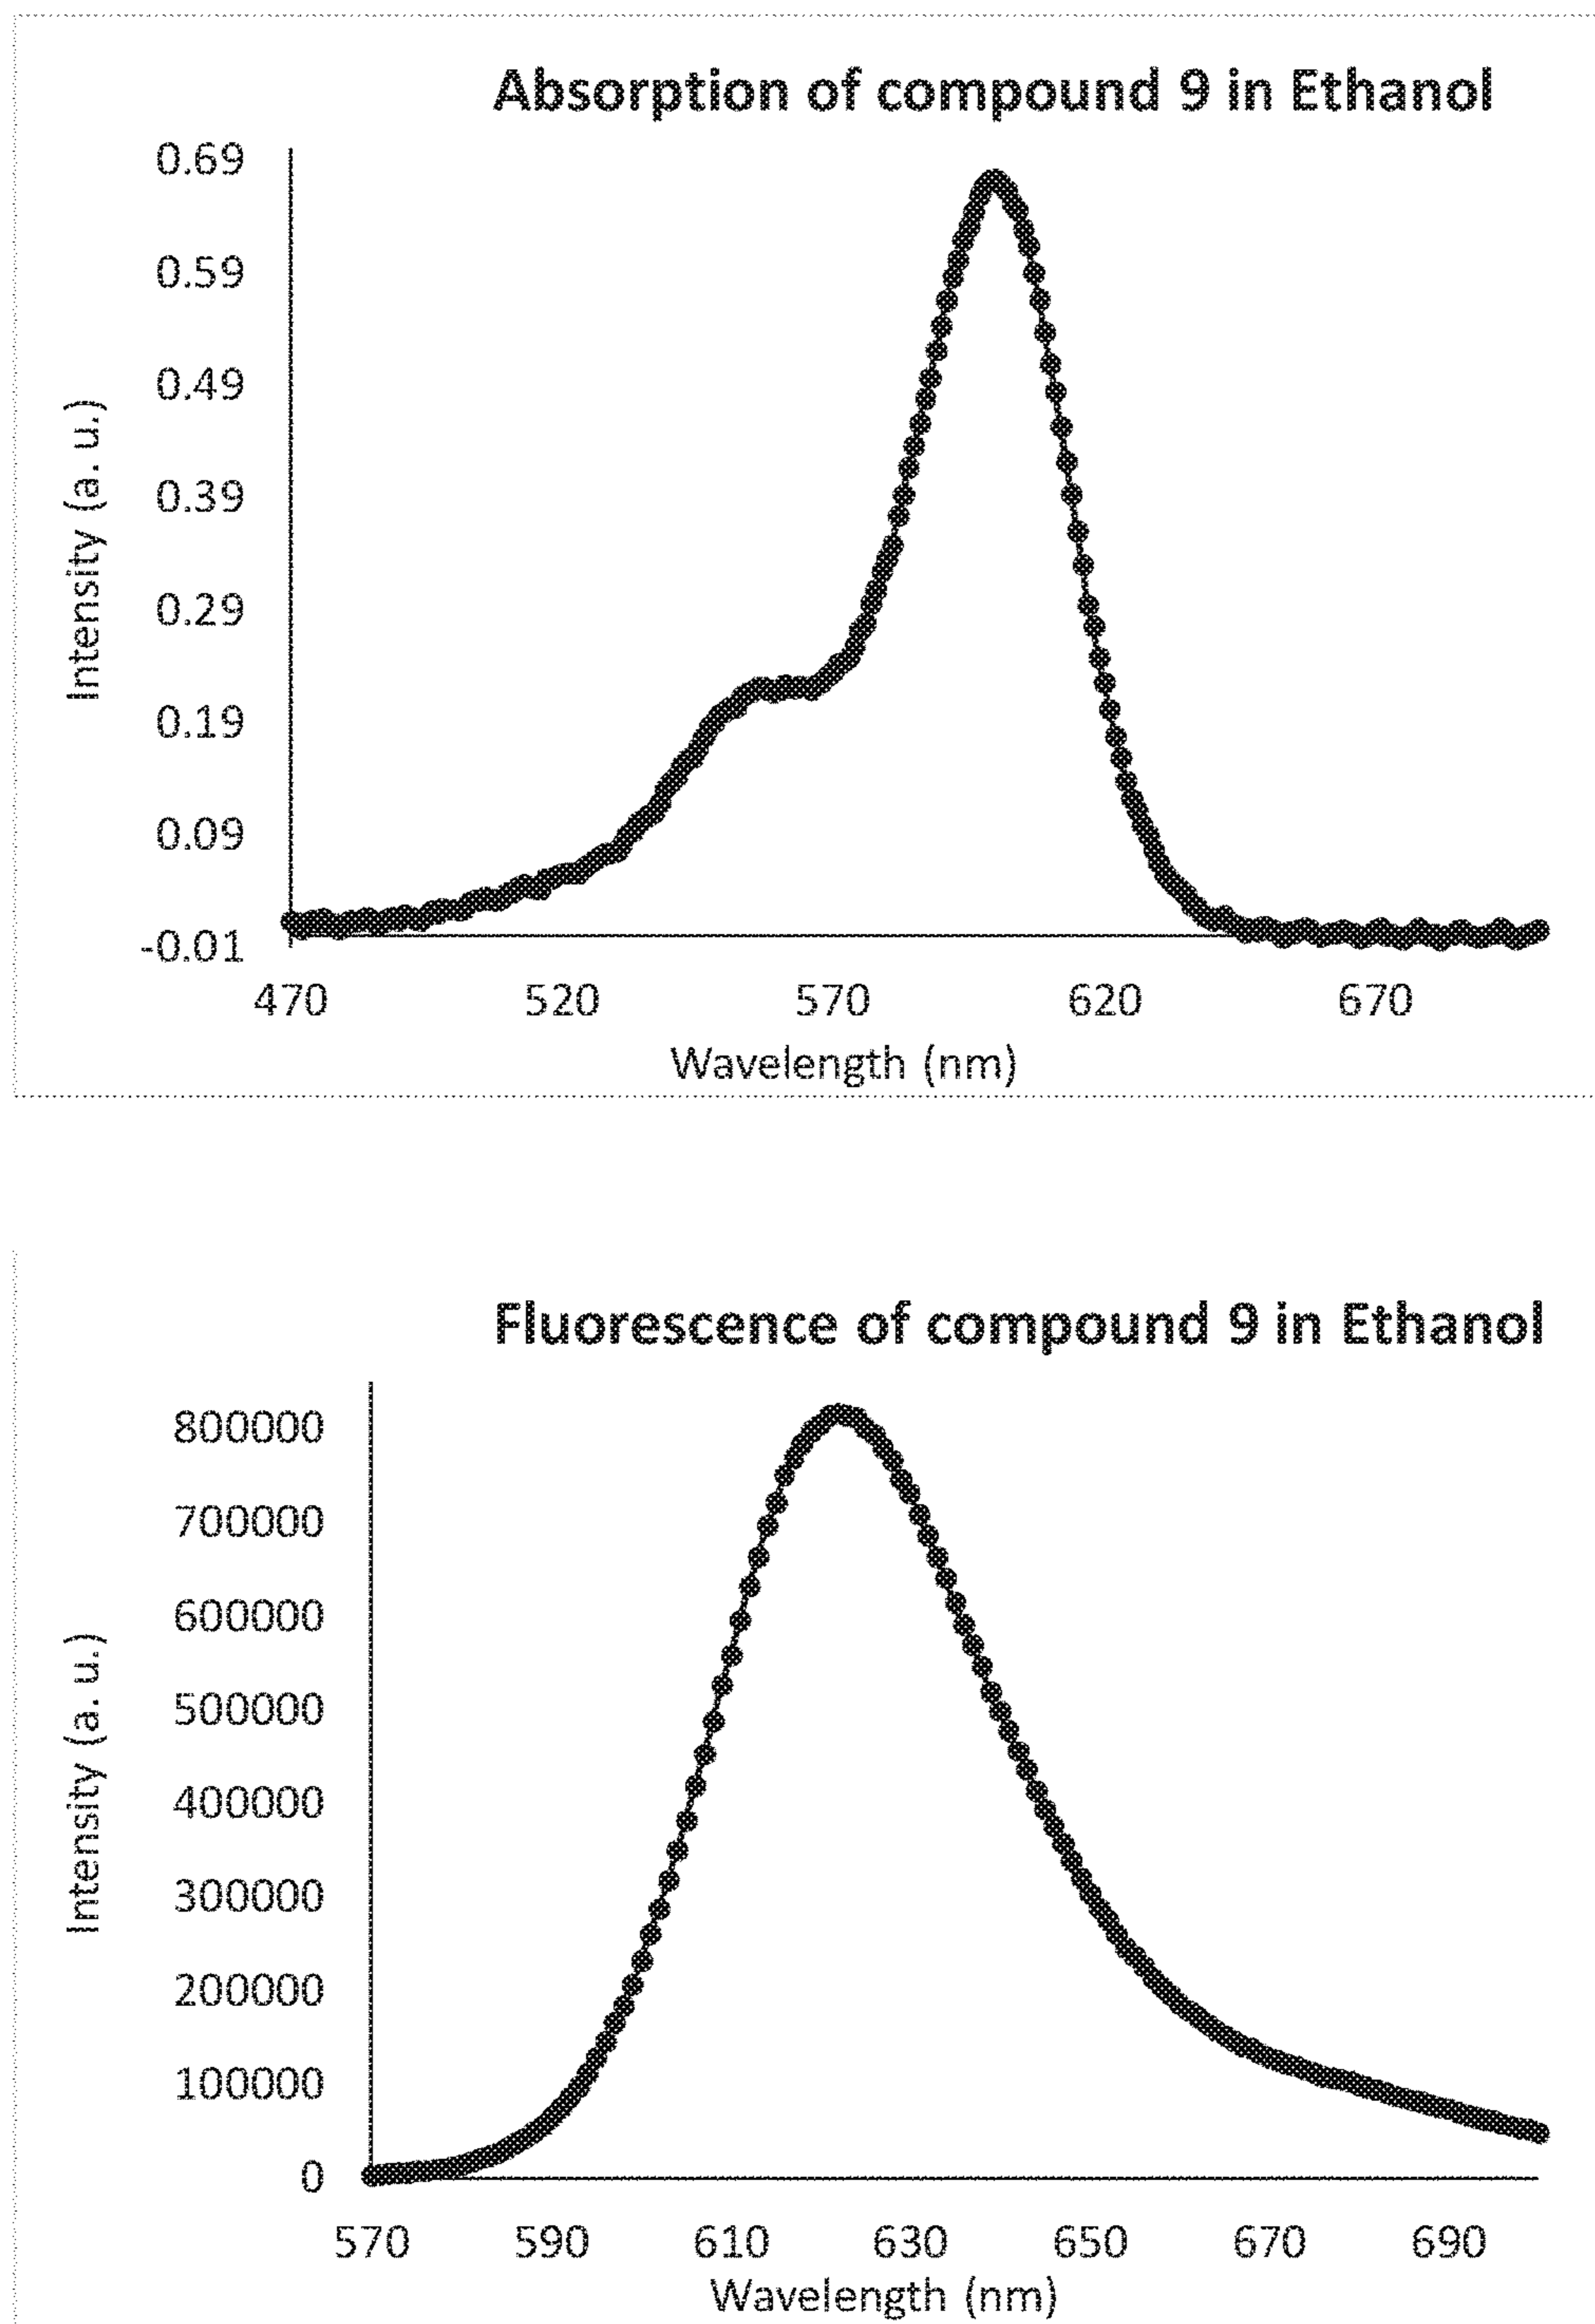 Absorption of compound 9 in Ethanol
0.69
0.59
0.49
0.39
0.29
0.19
0.09
-0.01
Intensity (a. u.)
470 520 570 620 670
Wavelength (nm)
Fluorescence of compound 9 in Ethanol
800000
700000
600000
500000
400000
300000
200000
100000
0
Intensity (a. u.)
570 590 610 630 650 670 690
Wavelength (nm)